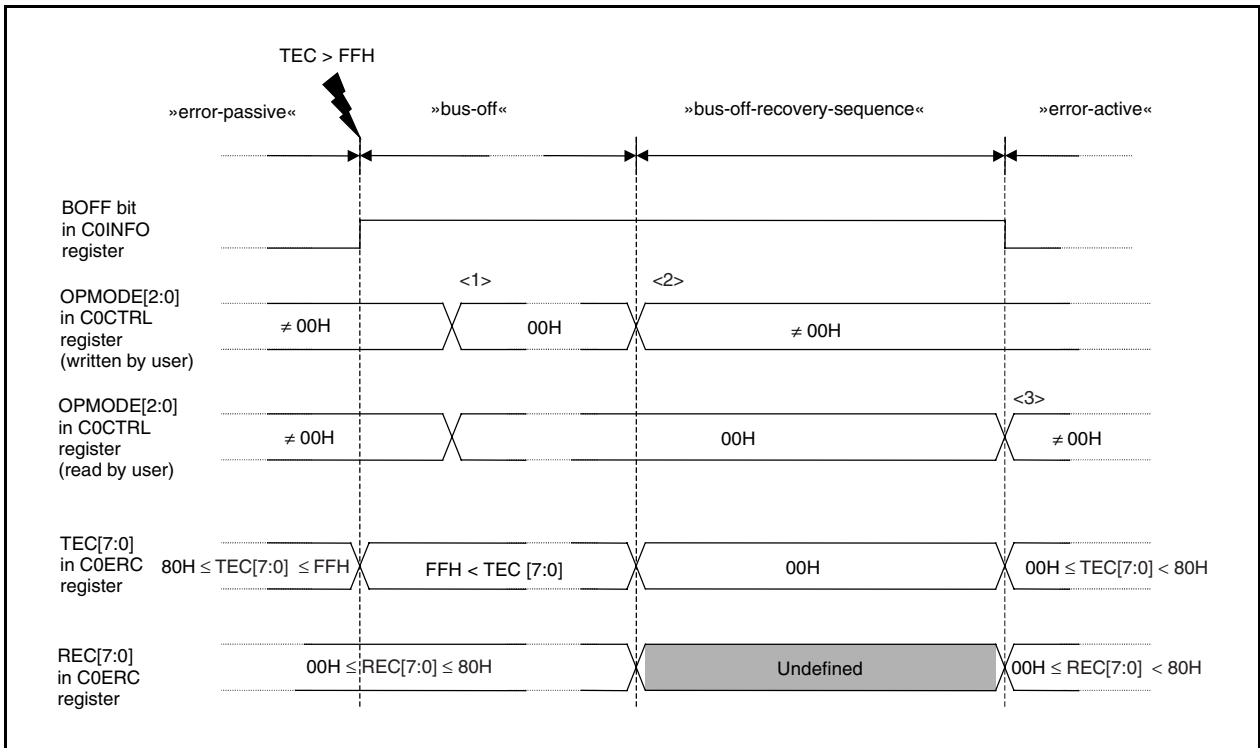 TEC > FFH
»error-passive«
»bus-off«
»bus-off-recovery-sequence«
»error-active«
BOFF bit
in C0INFO
register
<1>
<2>
OPMODE[2:0]
in C0CTRL
register
(written by user)
≠ 00H
00H
≠ 00H
<3>
OPMODE[2:0]
in C0CTRL
register
(read by user)
≠ 00H
00H
≠ 00H
TEC[7:0]
in C0ERC
register
80H ≤ TEC[7:0] ≤ FFH
FFH < TEC [7:0]
00H
00H ≤ TEC[7:0] < 80H
REC[7:0]
in C0ERC
register
00H ≤ REC[7:0] ≤ 80H
Undefined
00H ≤ REC[7:0] < 80H